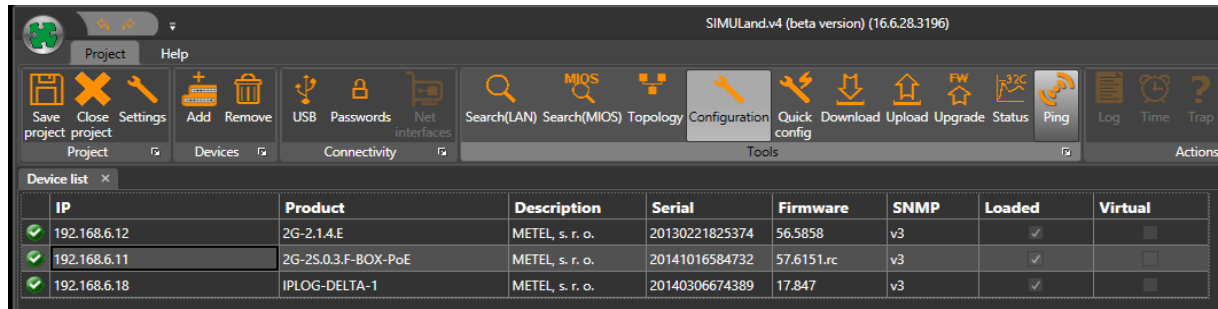 SIMULand.v4 (beta version) (16.6.28.3196)
Project Help
Save project Close project Settings Add Remove USB Passwords Net interfaces Search(LAN) Search(MIOS) Topology Configuration Quick config Download Upload Upgrade Status Ping Log Time Trap
MIOS FW 32C
Project Devices Connectivity Tools Actions
Device list ×
IP Product Description Serial Firmware SNMP Loaded Virtual
192.168.6.12 2G-2.1.4.E METEL, s. r. o. 20130221825374 56.5858 v3
192.168.6.11 2G-2S.0.3.F-BOX-PoE METEL, s. r. o. 20141016584732 57.6151.rc v3
192.168.6.18 IPLOG-DELTA-1 METEL, s. r. o. 20140306674389 17.847 v3